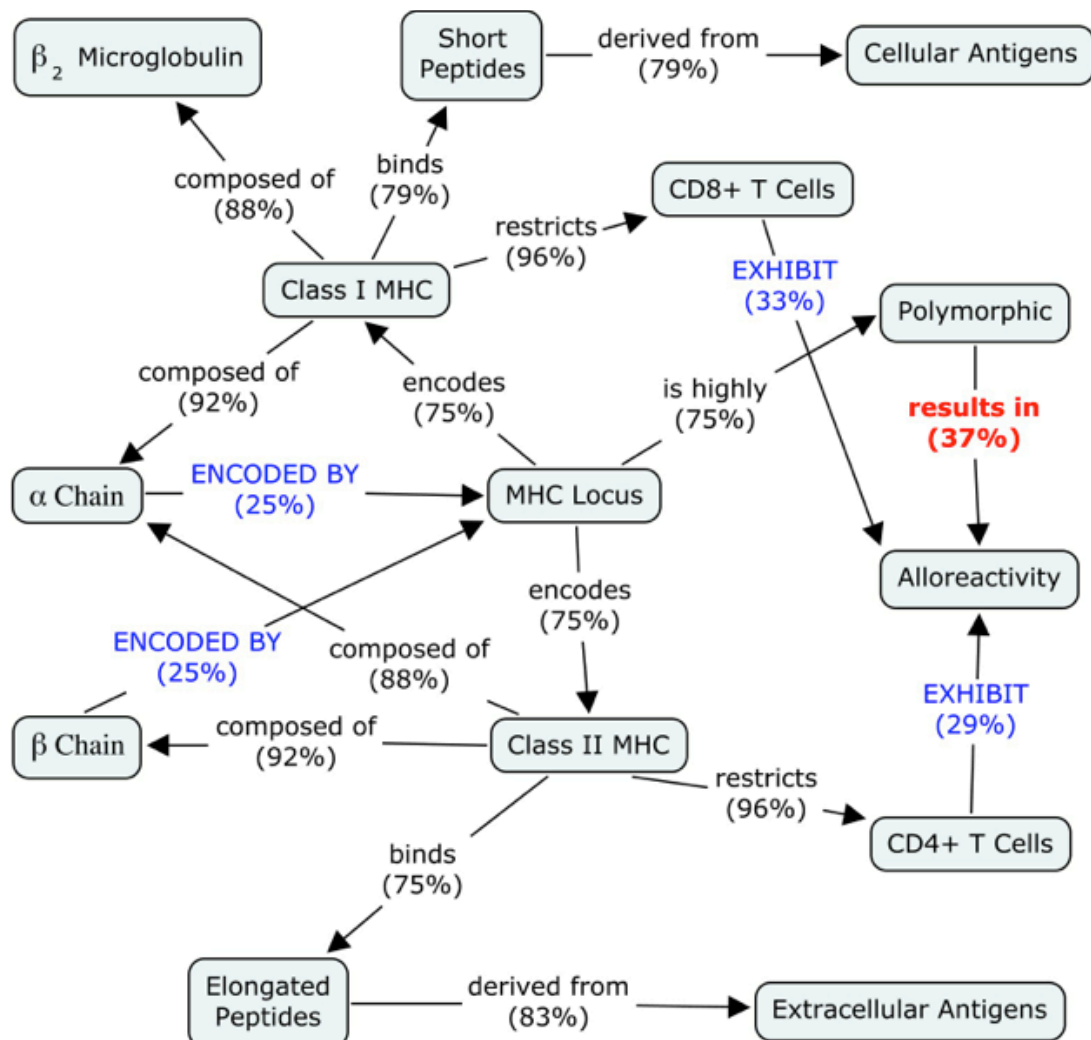 β₂ Microglobulin
Short
Peptides
derived from
(79%)
Cellular Antigens
composed of
(88%)
binds
(79%)
CD8+ T Cells
restricts
(96%)
EXHIBIT
(33%)
Class I MHC
Polymorphic
composed of
(92%)
encodes
(75%)
is highly
(75%)
results in
(37%)
α Chain
ENCODED BY
(25%)
MHC Locus
Alloreactivity
encodes
(75%)
ENCODED BY
(25%)
composed of
(88%)
EXHIBIT
(29%)
β Chain
composed of
(92%)
Class II MHC
restricts
(96%)
CD4+ T Cells
binds
(75%)
Elongated
Peptides
derived from
(83%)
Extracellular Antigens